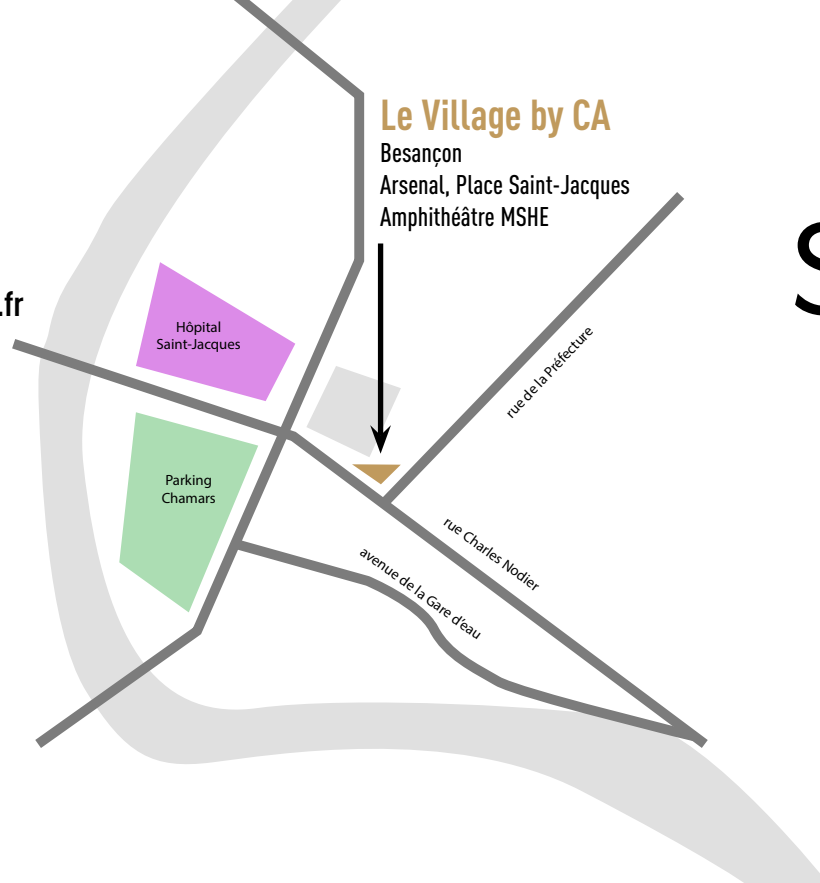 Le Village by CA
Besançon
Arsenal, Place Saint-Jacques
Amphithéâtre MSHE
.fr
S
Hôpital
Saint-Jacques
rue de la Préfecture
Parking
Chamars
rue Charles Nodier
avenue de la Gare d'eau